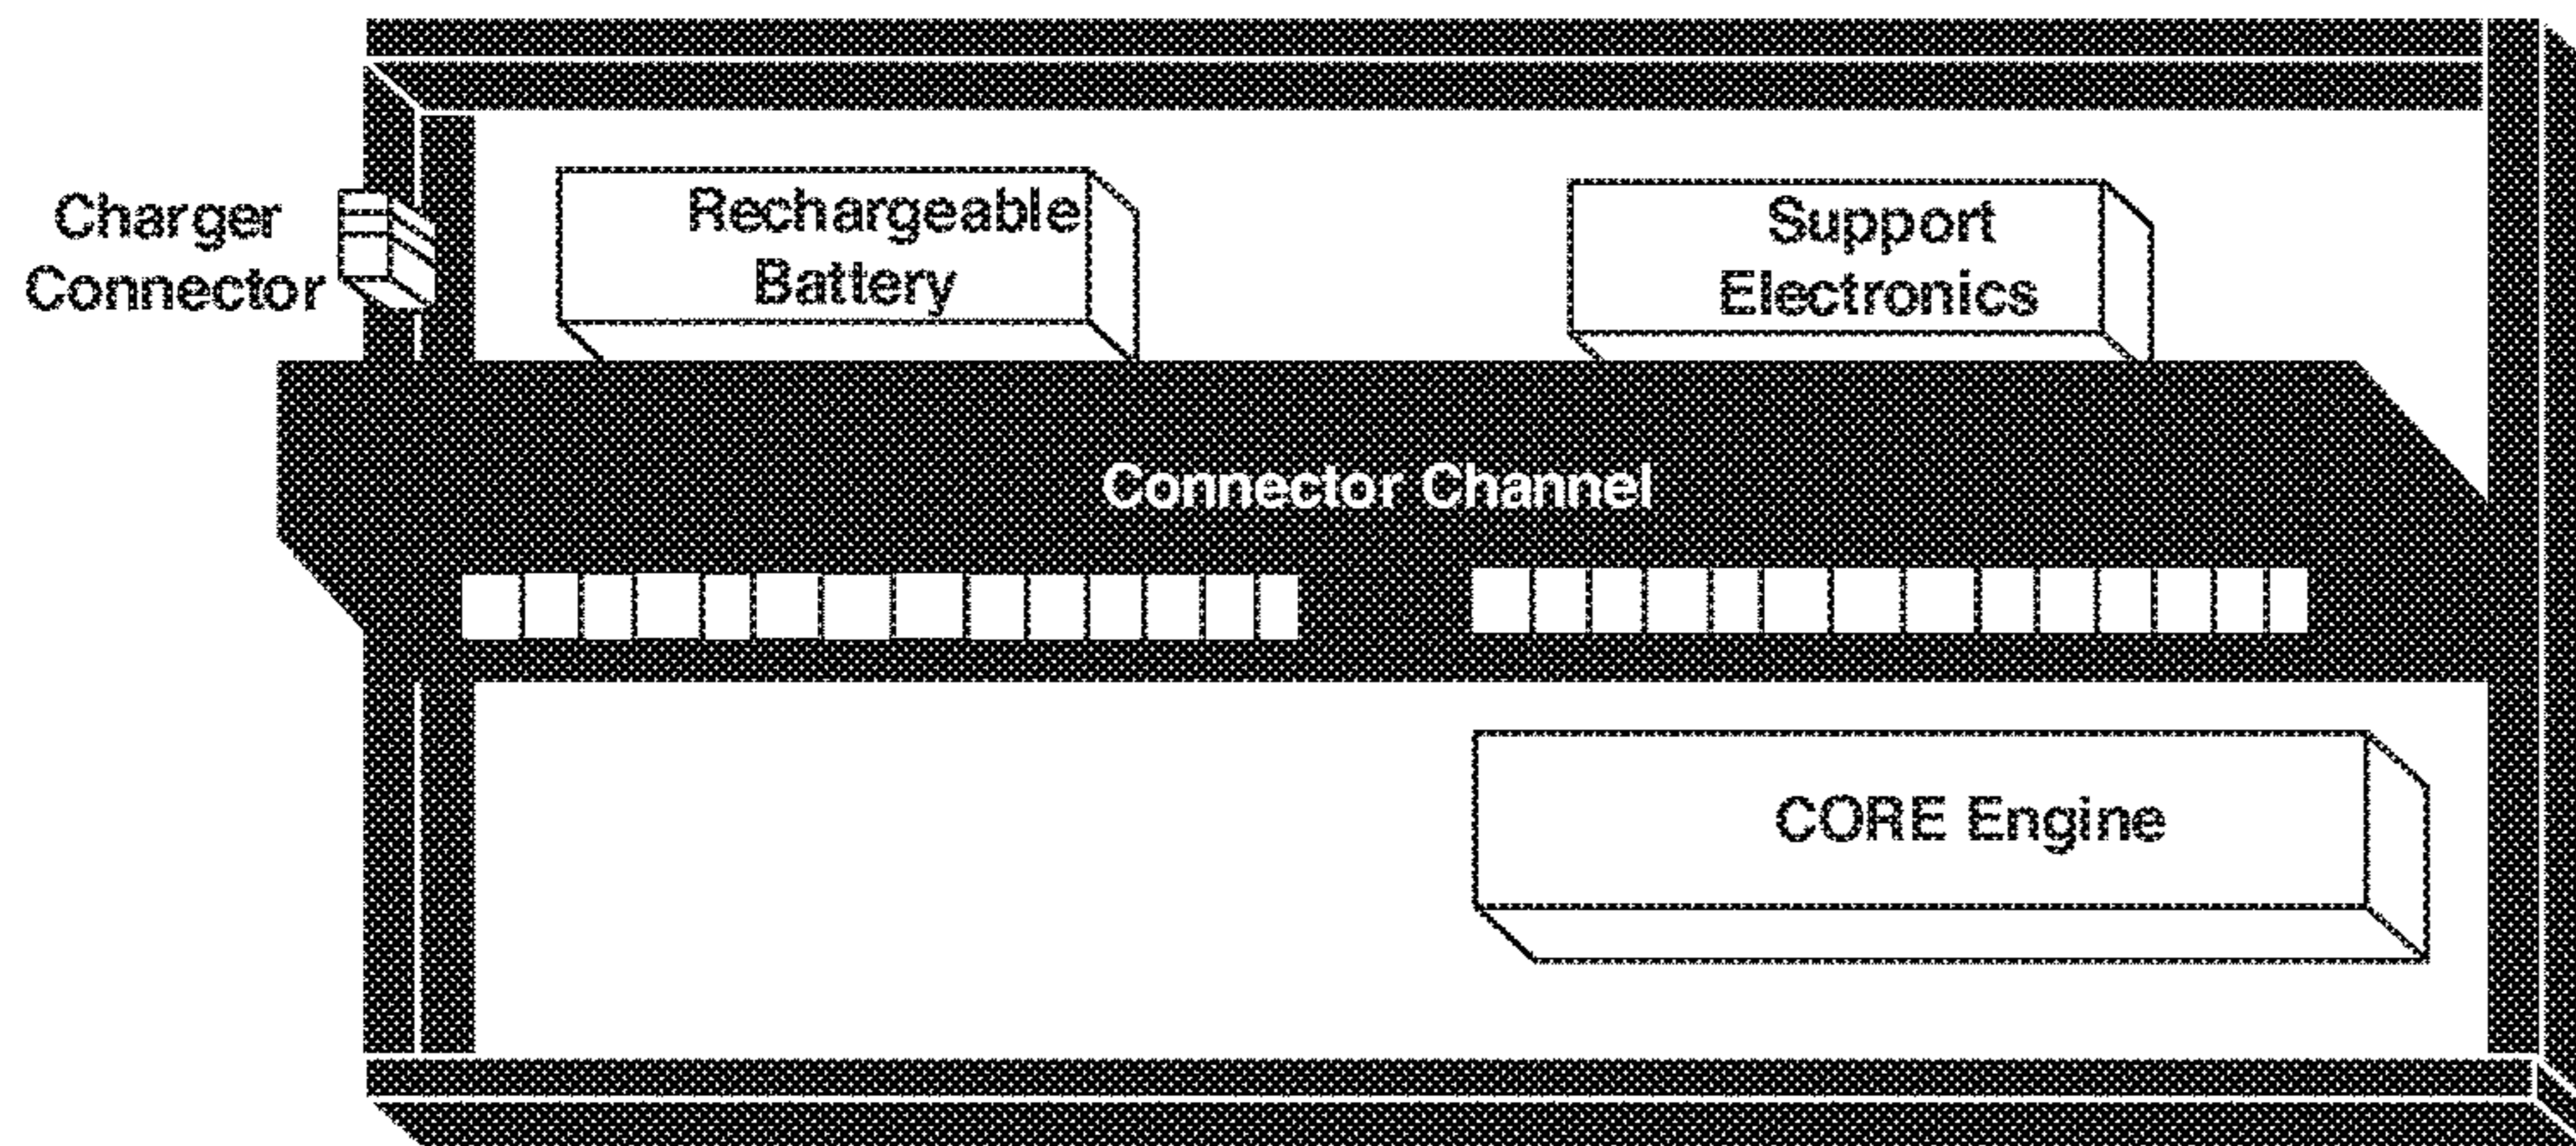 Charger
Connector
Rechargeable
Battery
Support
Electronics
Connector Channel
CORE Engine